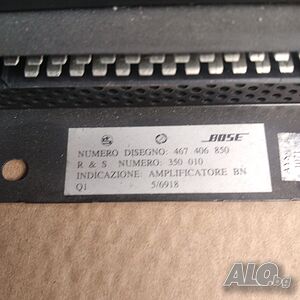 BOSE
NUMERO DISEGNO: 467 406 850
R & S NUMERO: 350 010
INDICAZIONE: AMPLIFICATORE BN
Q1 5/6918
ALO.bg